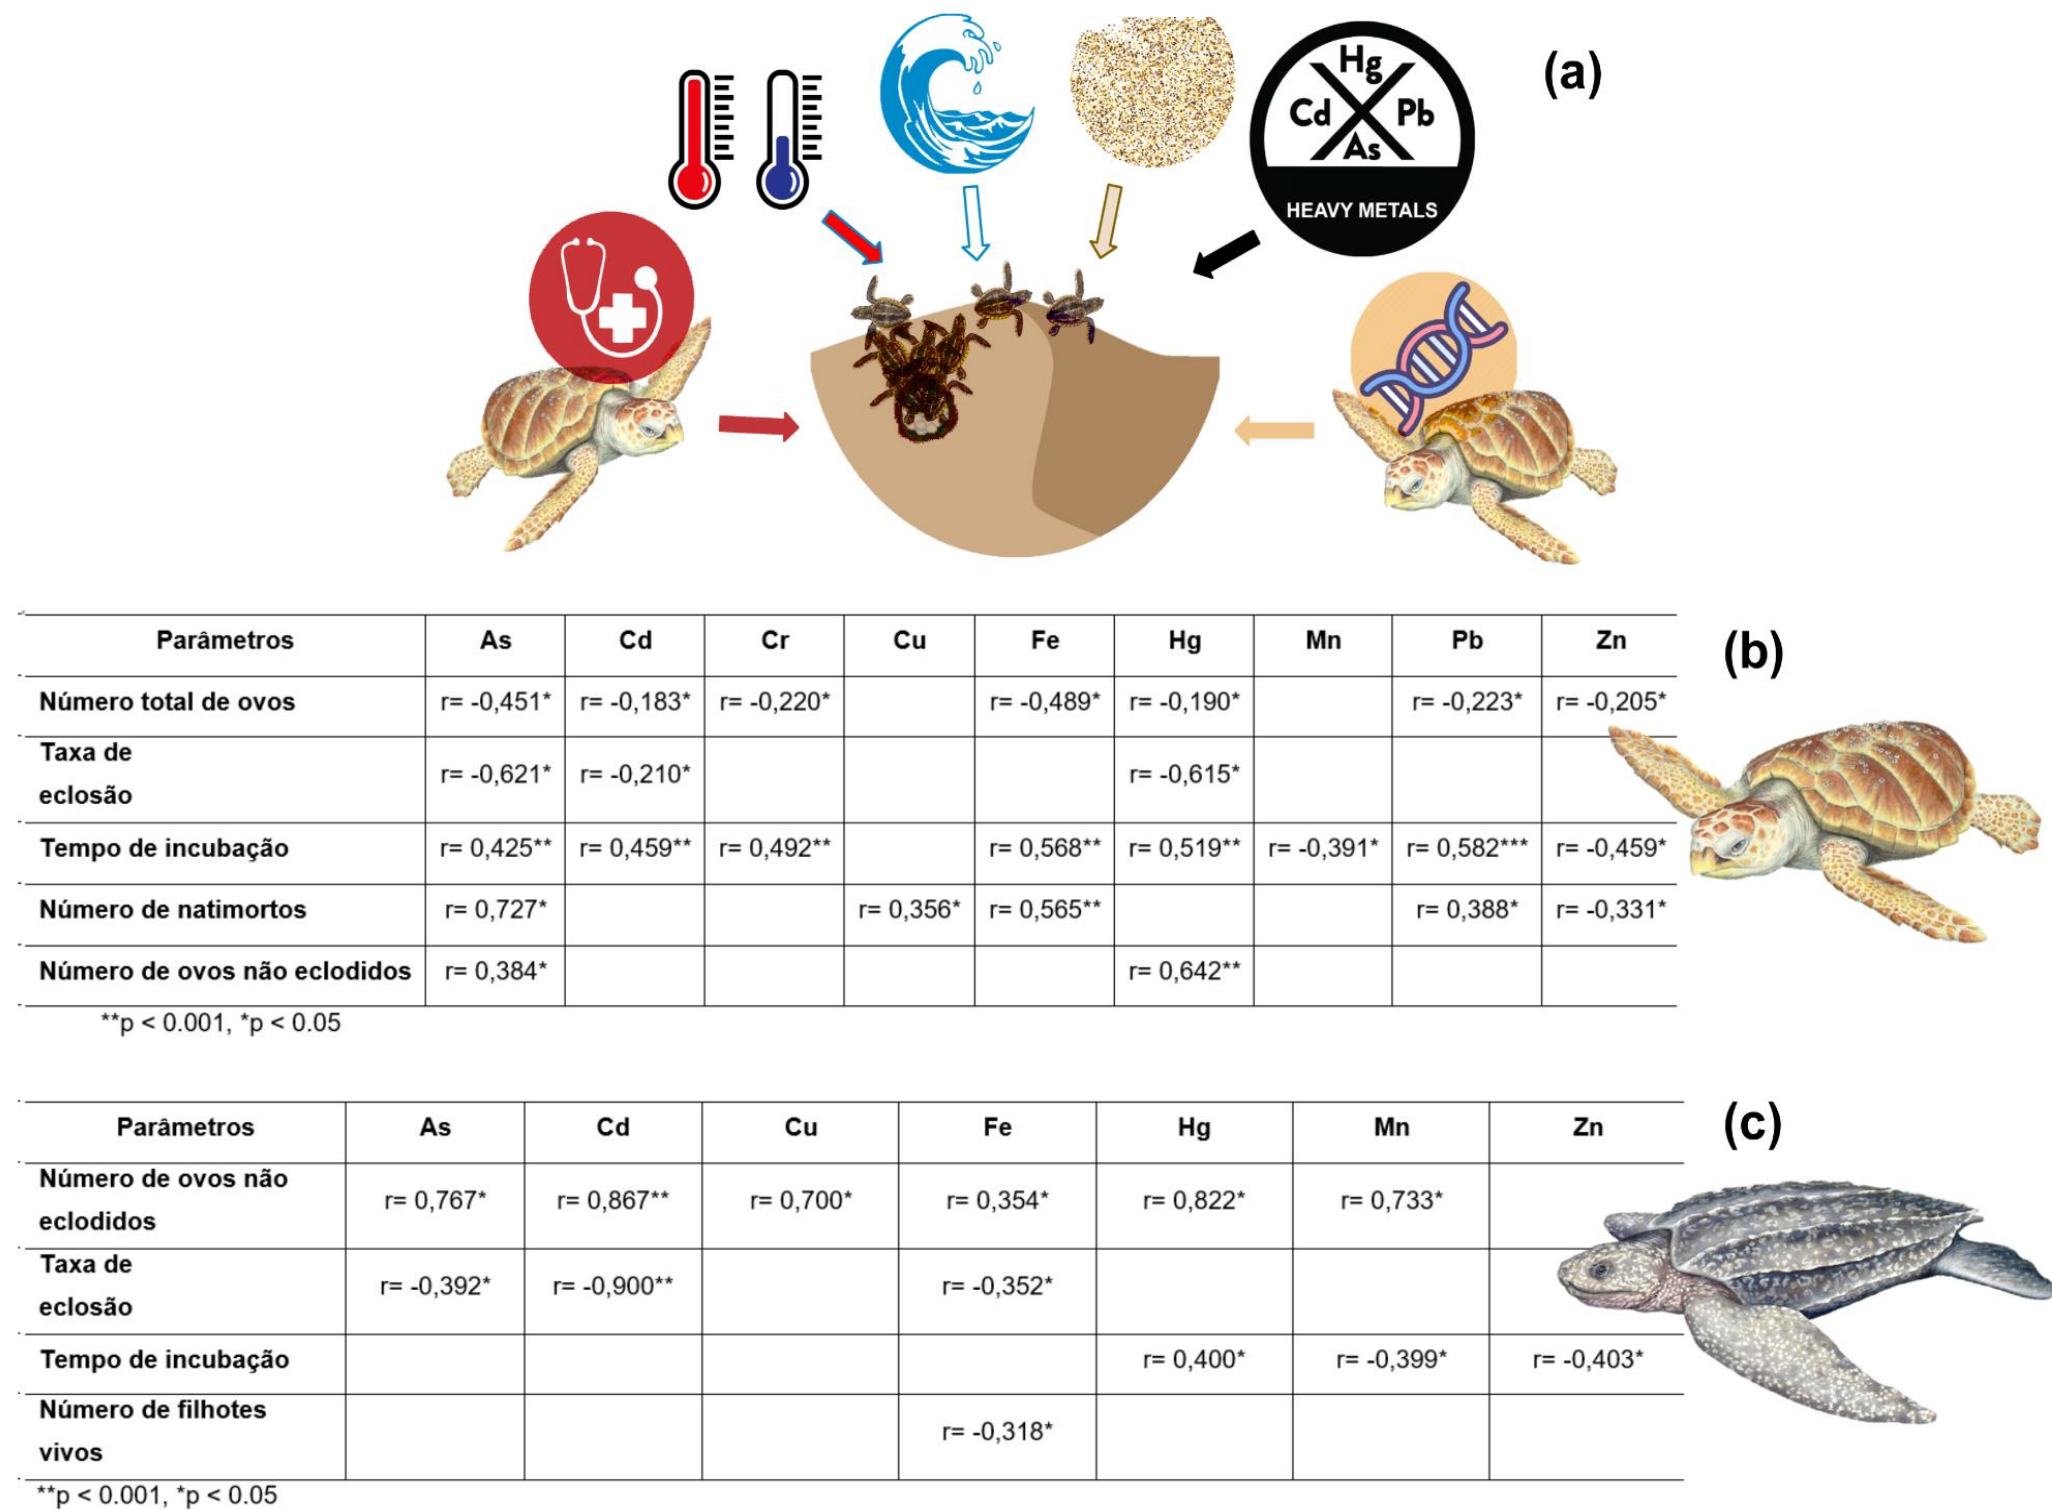 (a)
Hg
Cd Pb
As
HEAVY METALS
(b)
Parâmetros As Cd Cr Cu Fe Hg Mn Pb Zn
Número total de ovos r= -0,451* r= -0,183* r= -0,220* r= -0,489* r= -0,190* r= -0,223* r= -0,205*
Taxa de
eclosão r= -0,621* r= -0,210* r= -0,615*
Tempo de incubação r= 0,425** r= 0,459** r= 0,492** r= 0,568** r= 0,519** r= -0,391* r= 0,582*** r= -0,459*
Número de natimortos r= 0,727* r= 0,356* r= 0,565** r= 0,388* r= -0,331*
Número de ovos não eclodidos r= 0,384* r= 0,642**
**p < 0.001, *p < 0.05
(c)
Parâmetros As Cd Cu Fe Hg Mn Zn
Número de ovos não
eclodidos r= 0,767* r= 0,867** r= 0,700* r= 0,354* r= 0,822* r= 0,733*
Taxa de
eclosão r= -0,392* r= -0,900** r= -0,352*
Tempo de incubação r= 0,400* r= -0,399* r= -0,403*
Número de filhotes
vivos r= -0,318*
**p < 0.001, *p < 0.05